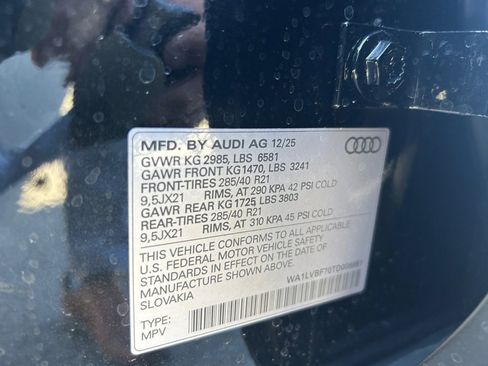 MFD. BY AUDI AG 12/25
GVWR KG 2985, LBS 6581
GAWR FRONT KG1470, LBS 3241
FRONT-TIRES 285/40 R21
9,5JX21 RIMS, AT 290 KPA 42 PSI COLD
GAWR REAR KG 1725 LBS 3803
REAR-TIRES 285/40 R21
9,5JX21 RIMS, AT 310 KPA 45 PSI COLD
THIS VEHICLE CONFORMS TO ALL APPLICABLE
U.S. FEDERAL MOTOR VEHICLE SAFETY
STANDARDS IN EFFECT ON THE DATE OF
MANUFACTURE SHOWN ABOVE.
SLOVAKIA
TYPE:
MPV